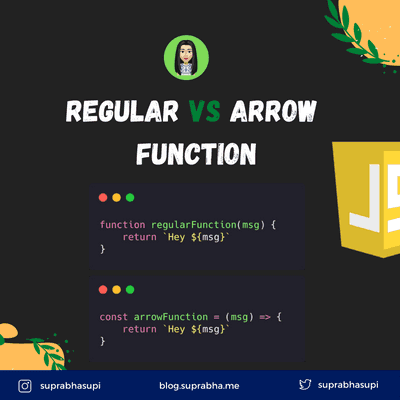 REGULAR VS ARROW
FUNCTION
JS
function regularFunction(msg) {
    return `Hey ${msg}`
}
const arrowFunction = (msg) => {
    return `Hey ${msg}`
}
suprabhasupi
blog.suprabha.me
suprabhasupi